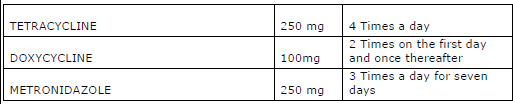 TETRACYCLINE 250 mg 4 Times a day
DOXYCYCLINE 100mg 2 Times on the first day
and once thereafter
METRONIDAZOLE 250 mg 3 Times a day for seven
days